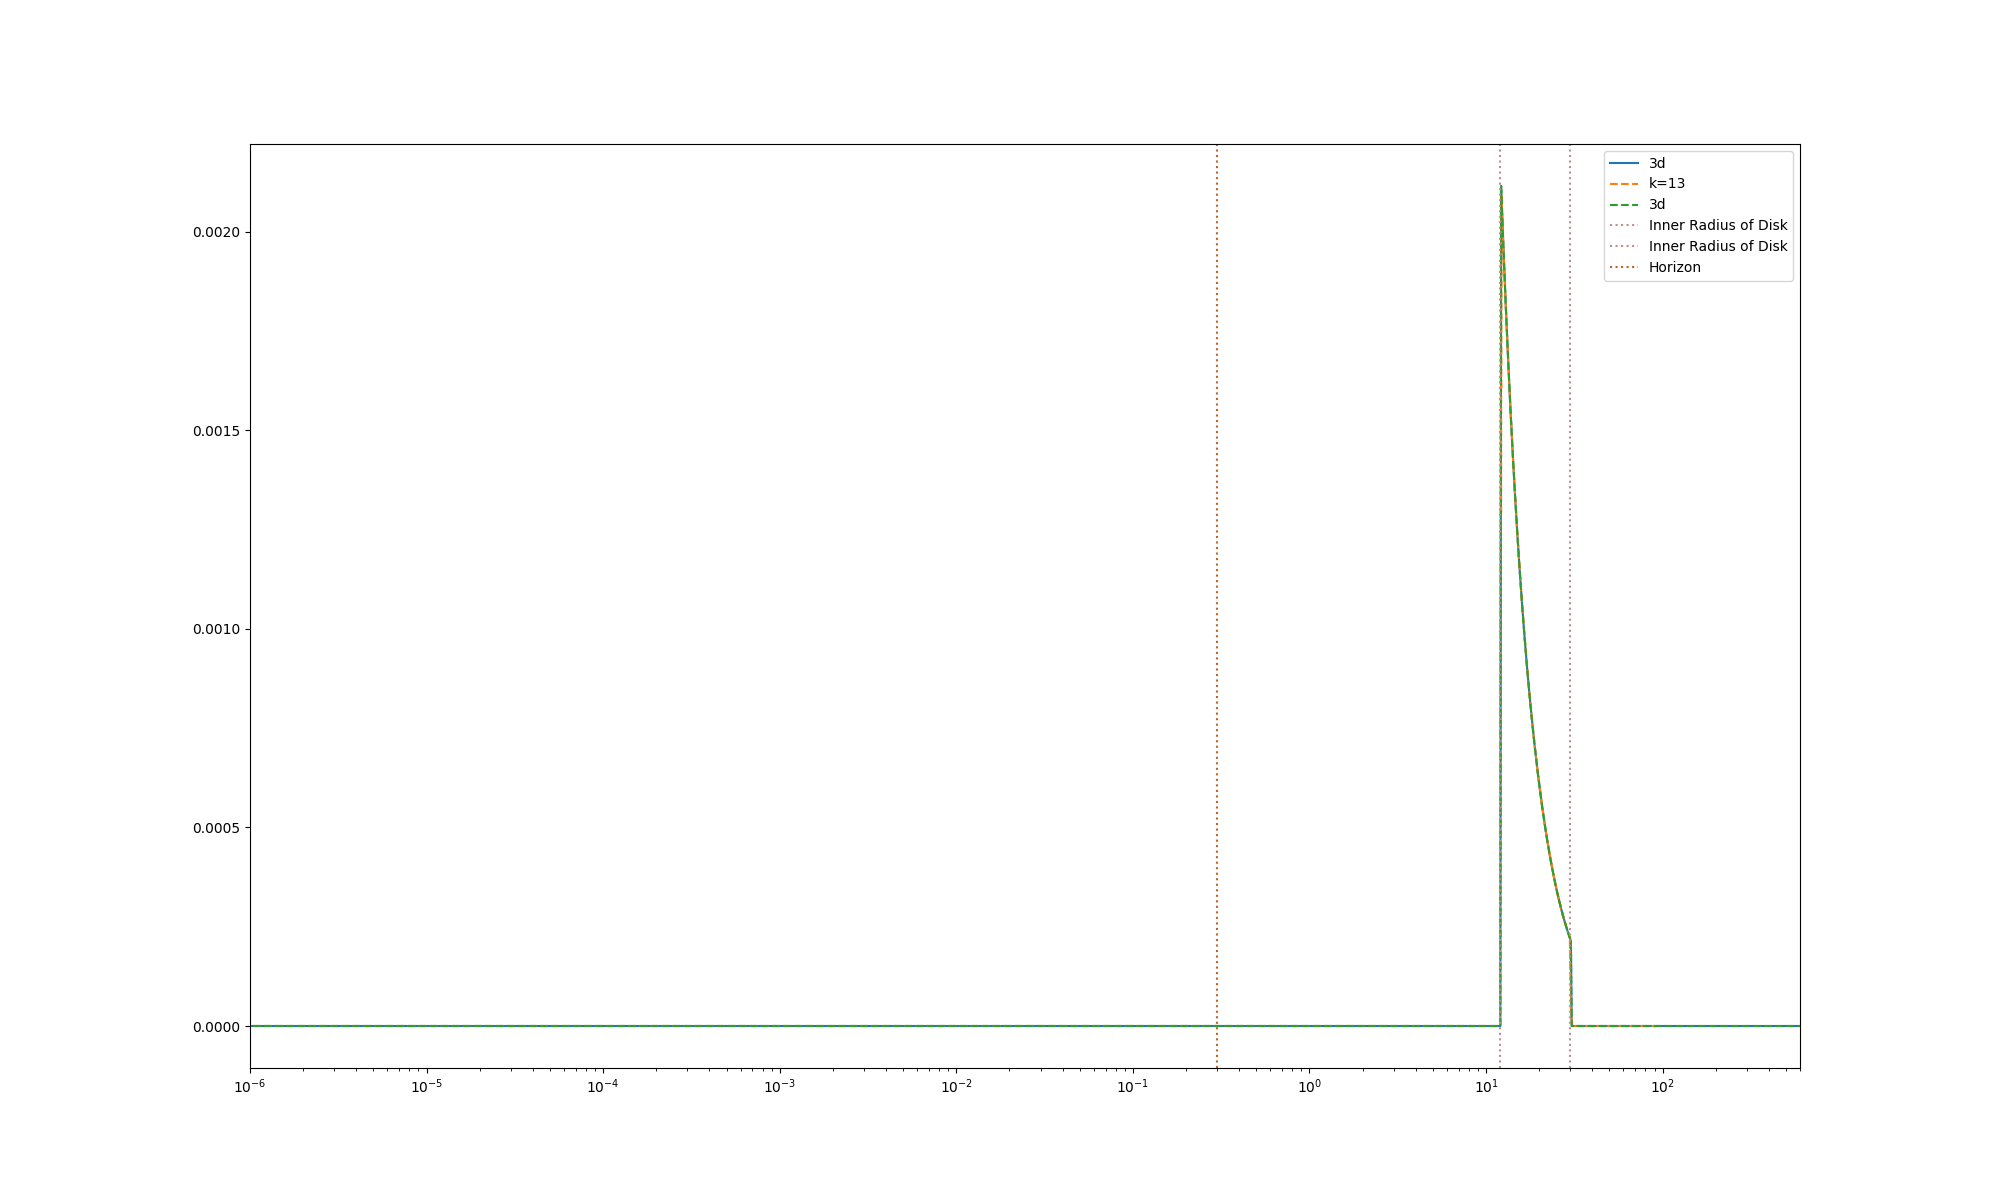 3d
k=13
3d
Inner Radius of Disk
Inner Radius of Disk
Horizon
0.0020
0.0015
0.0010
0.0005
0.0000
10⁻⁶ 10⁻⁵ 10⁻⁴ 10⁻³ 10⁻² 10⁻¹ 10⁰ 10¹ 10²